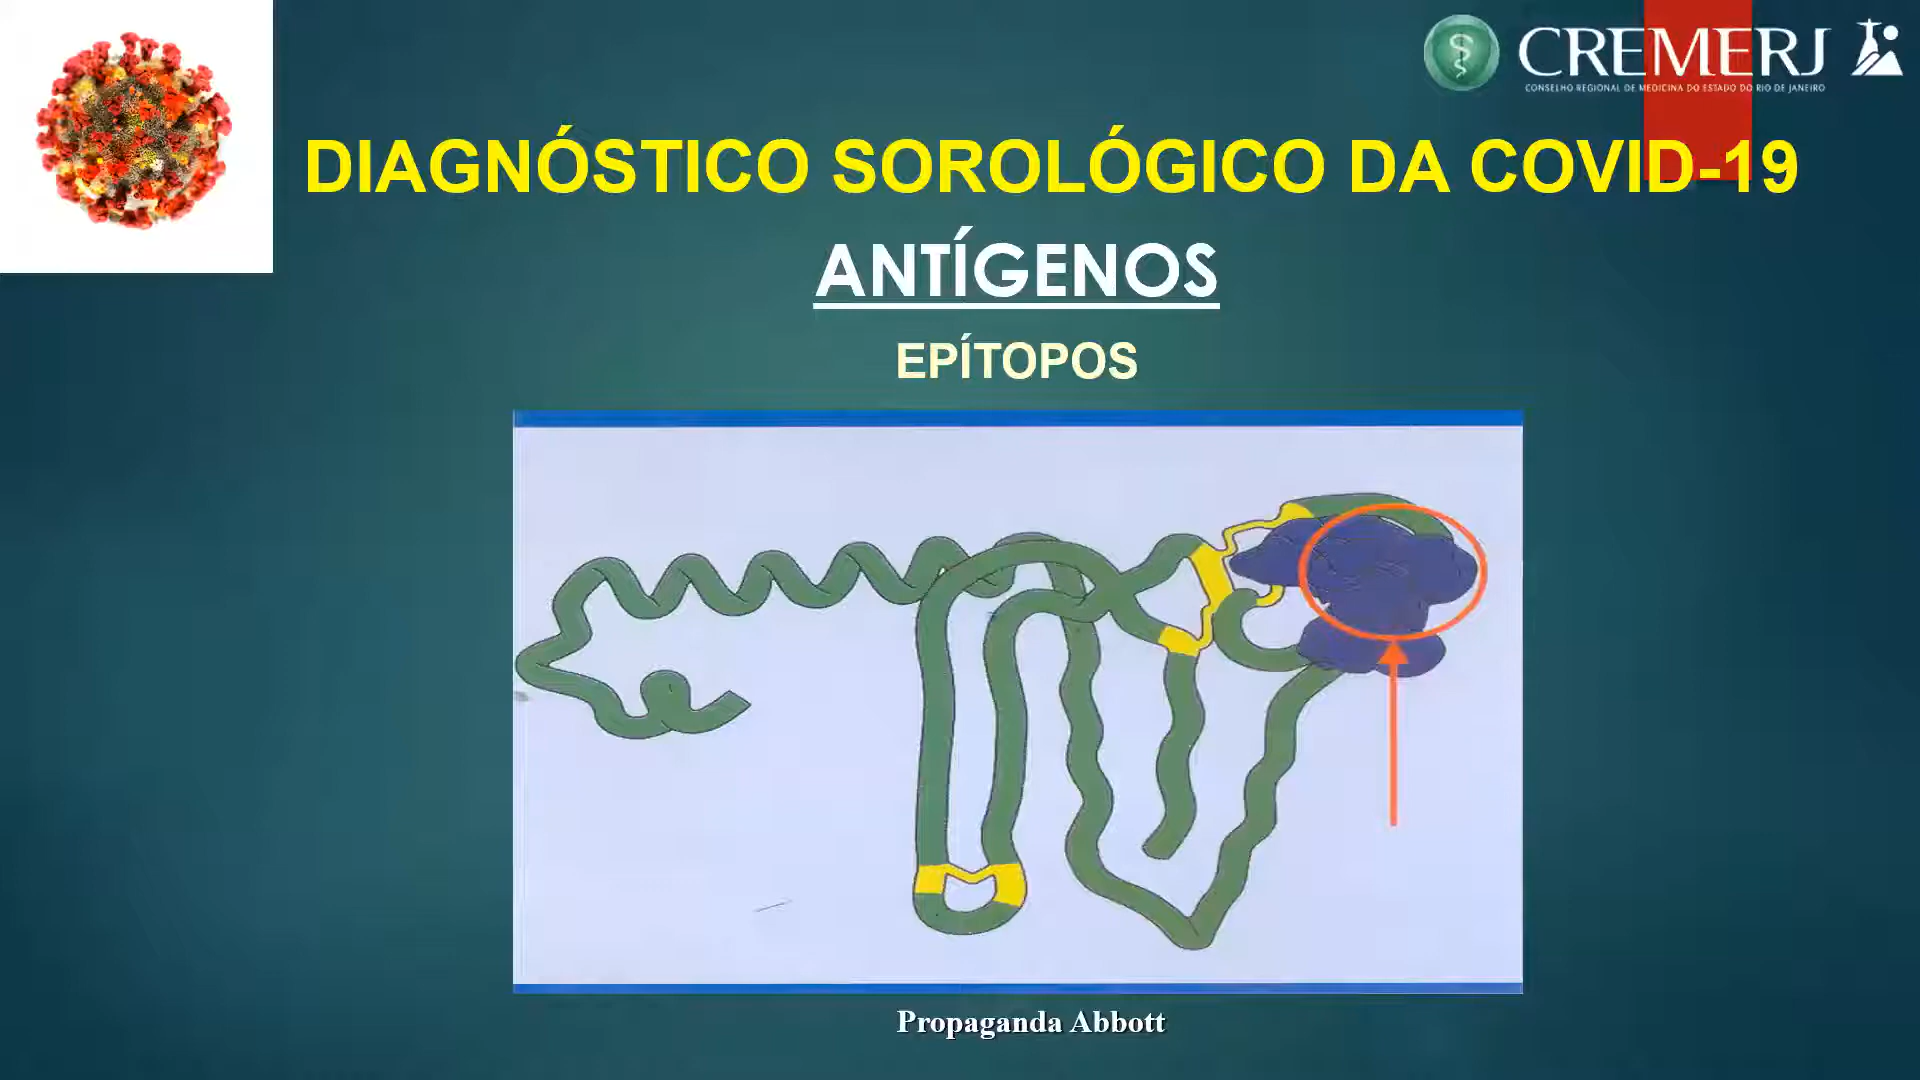 CREMERJ
CONSELHO REGIONAL DE MEDICINA DO ESTADO DO RIO DE JANEIRO
DIAGNÓSTICO SOROLÓGICO DA COVID-19
ANTÍGENOS
EPÍTOPOS
Propaganda Abbott